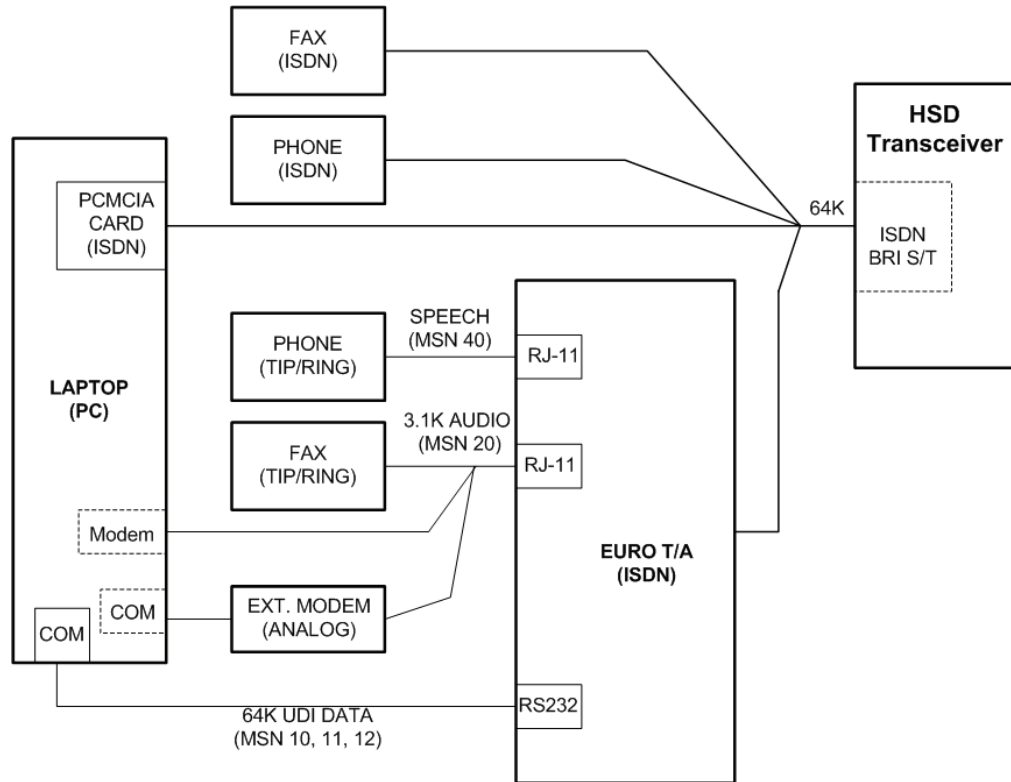 FAX
(ISDN)
HSD
Transceiver
PHONE
(ISDN)
PCMCIA
CARD
(ISDN)
64K
ISDN
BRI S/T
SPEECH
(MSN 40)
PHONE
(TIP/RING)
RJ-11
LAPTOP
(PC)
3.1K AUDIO
(MSN 20)
FAX
(TIP/RING)
RJ-11
Modem
EURO T/A
(ISDN)
COM
EXT. MODEM
(ANALOG)
COM
RS232
64K UDI DATA
(MSN 10, 11, 12)